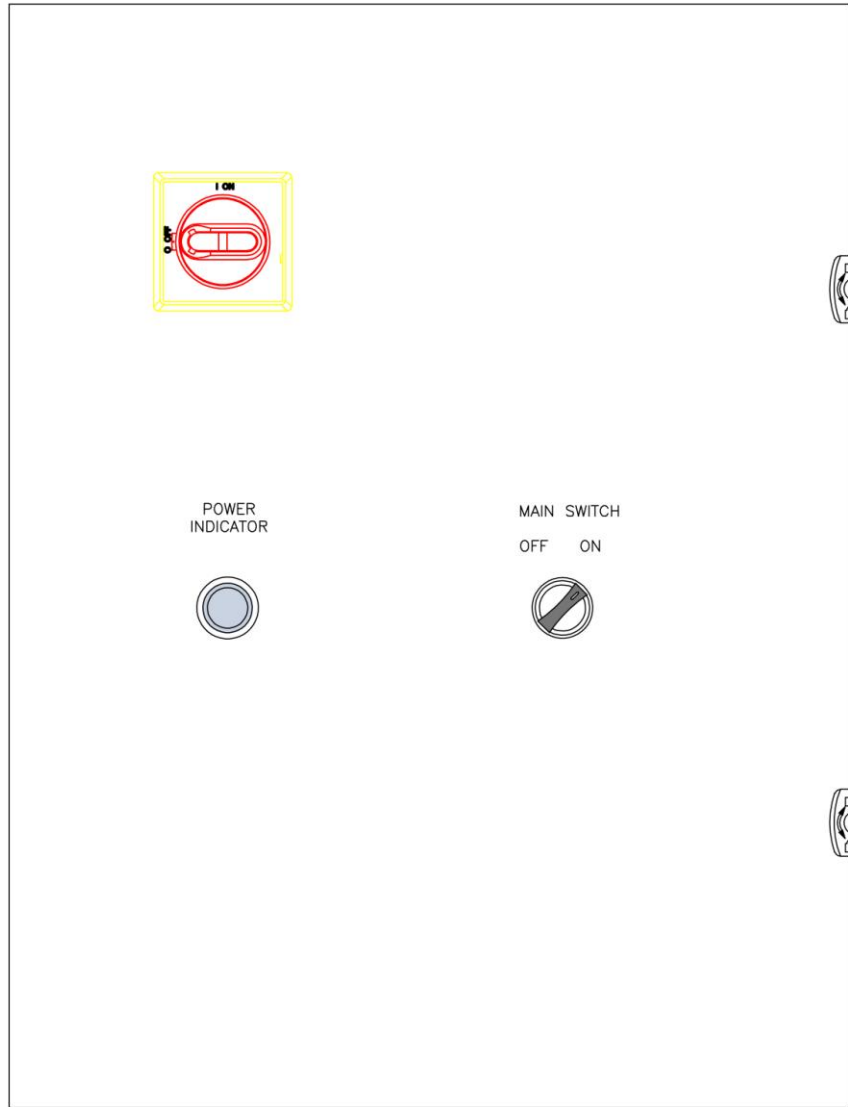 I ON
O OFF
POWER
INDICATOR
MAIN SWITCH
OFF ON